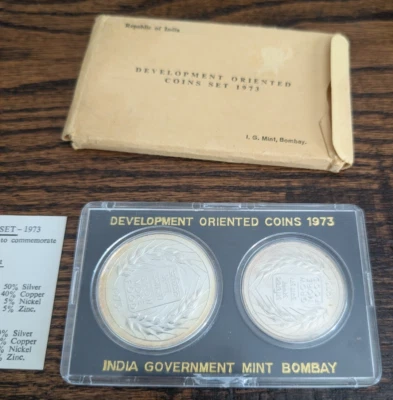 Republic of India
DEVELOPMENT ORIENTED
COINS SET 1973
I. G. Mint, Bombay.
DEVELOPMENT ORIENTED COINS 1973
INDIA GOVERNMENT MINT BOMBAY
SET – 1973
to commemorate
50% Silver
40% Copper
5% Nickel
5% Zinc.
Silver
Copper
Nickel
Zinc.